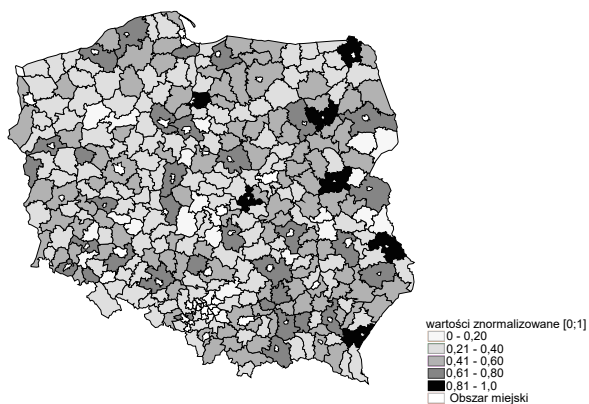 wartości znormalizowane [0;1]
0 - 0,20
0,21 - 0,40
0,41 - 0,60
0,61 - 0,80
0,81 - 1,0
Obszar miejski